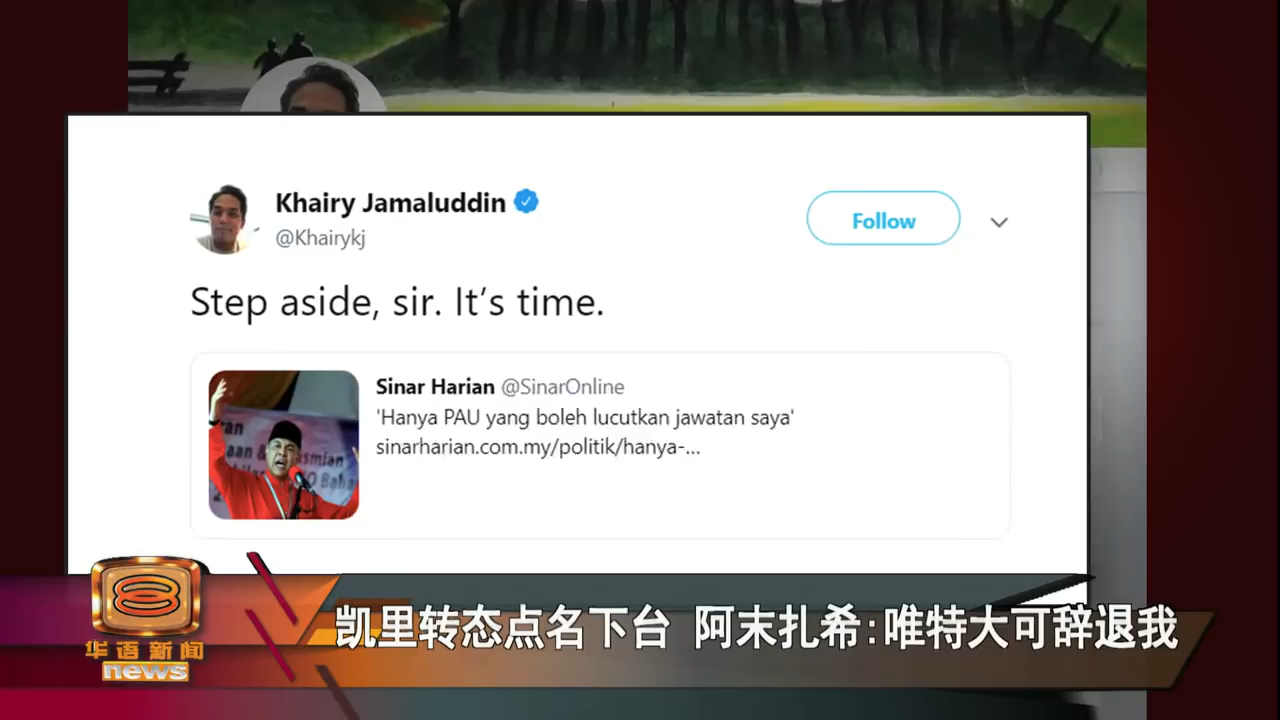 Khairy Jamaluddin
@Khairykj
Follow
Step aside, sir. It's time.
Sinar Harian @SinarOnline
'Hanya PAU yang boleh lucutkan jawatan saya'
sinarharian.com.my/politik/hanya-...
8
华语新闻
news
凯里转态点名下台 阿末扎希:唯特大可辞退我